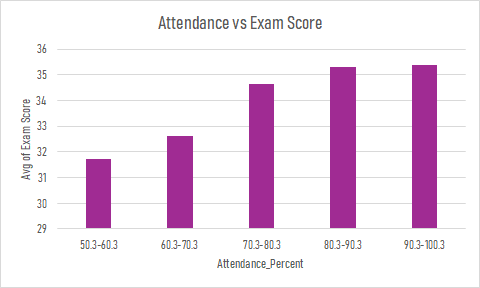 Attendance vs Exam Score
36
35
34
33
32
31
30
29
Avg of Exam Score
50.3-60.3 60.3-70.3 70.3-80.3 80.3-90.3 90.3-100.3
Attendance_Percent